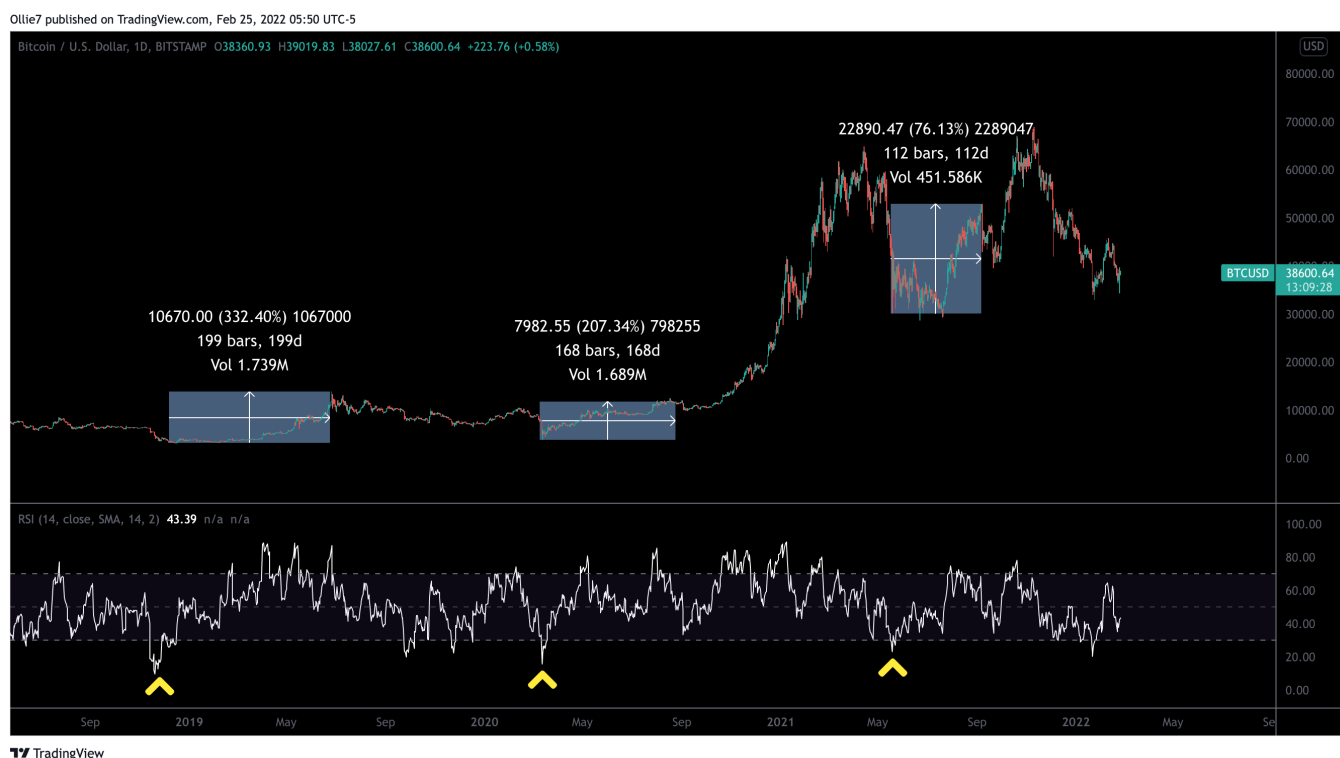 Ollie7 published on TradingView.com, Feb 25, 2022 05:50 UTC-5
Bitcoin / U.S. Dollar, 1D, BITSTAMP O38360.93 H39019.83 L38027.61 C38600.64 +223.76 (+0.58%)
USD
80000.00
70000.00
60000.00
50000.00
40000.00
BTCUSD 38600.64
13:09:28
30000.00
20000.00
10000.00
0.00
22890.47 (76.13%) 2289047
112 bars, 112d
Vol 451.586K
10670.00 (332.40%) 1067000
199 bars, 199d
Vol 1.739M
7982.55 (207.34%) 798255
168 bars, 168d
Vol 1.689M
RSI (14, close, SMA, 14, 2) 43.39 n/a n/a
100.00
80.00
60.00
40.00
20.00
0.00
Sep 2019 May Sep 2020 May Sep 2021 May Sep 2022 May Se
TradingView